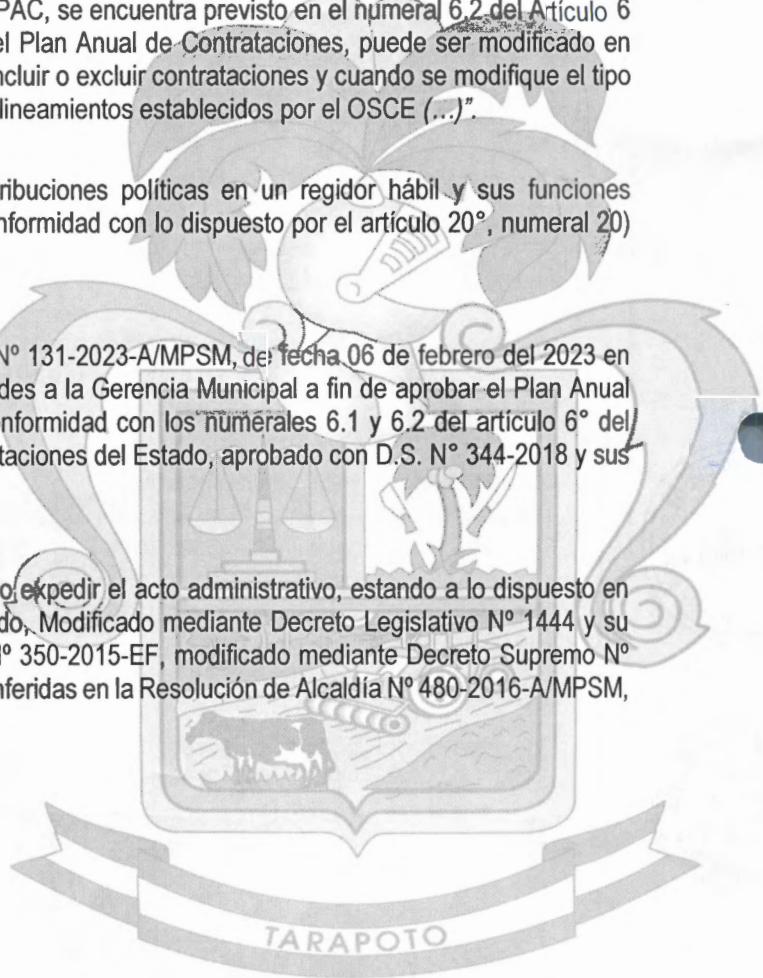 PAC, se encuentra previsto en el numeral 6.2 del Artículo 6
el Plan Anual de Contrataciones, puede ser modificado en
ncluir o excluir contrataciones y cuando se modifique el tipo
lineamientos establecidos por el OSCE (...)".
ribuciones políticas en un regidor hábil y sus funciones
nformidad con lo dispuesto por el artículo 20°, numeral 20)
Nº 131-2023-A/MPSM, de fecha 06 de febrero del 2023 en
des a la Gerencia Municipal a fin de aprobar el Plan Anual
onformidad con los numerales 6.1 y 6.2 del artículo 6° del
taciones del Estado, aprobado con D.S. N° 344-2018 y sus
o expedir el acto administrativo, estando a lo dispuesto en
do, Modificado mediante Decreto Legislativo Nº 1444 y su
Nº 350-2015-EF, modificado mediante Decreto Supremo Nº
nferidas en la Resolución de Alcaldía Nº 480-2016-A/MPSM,
TARAPOTO